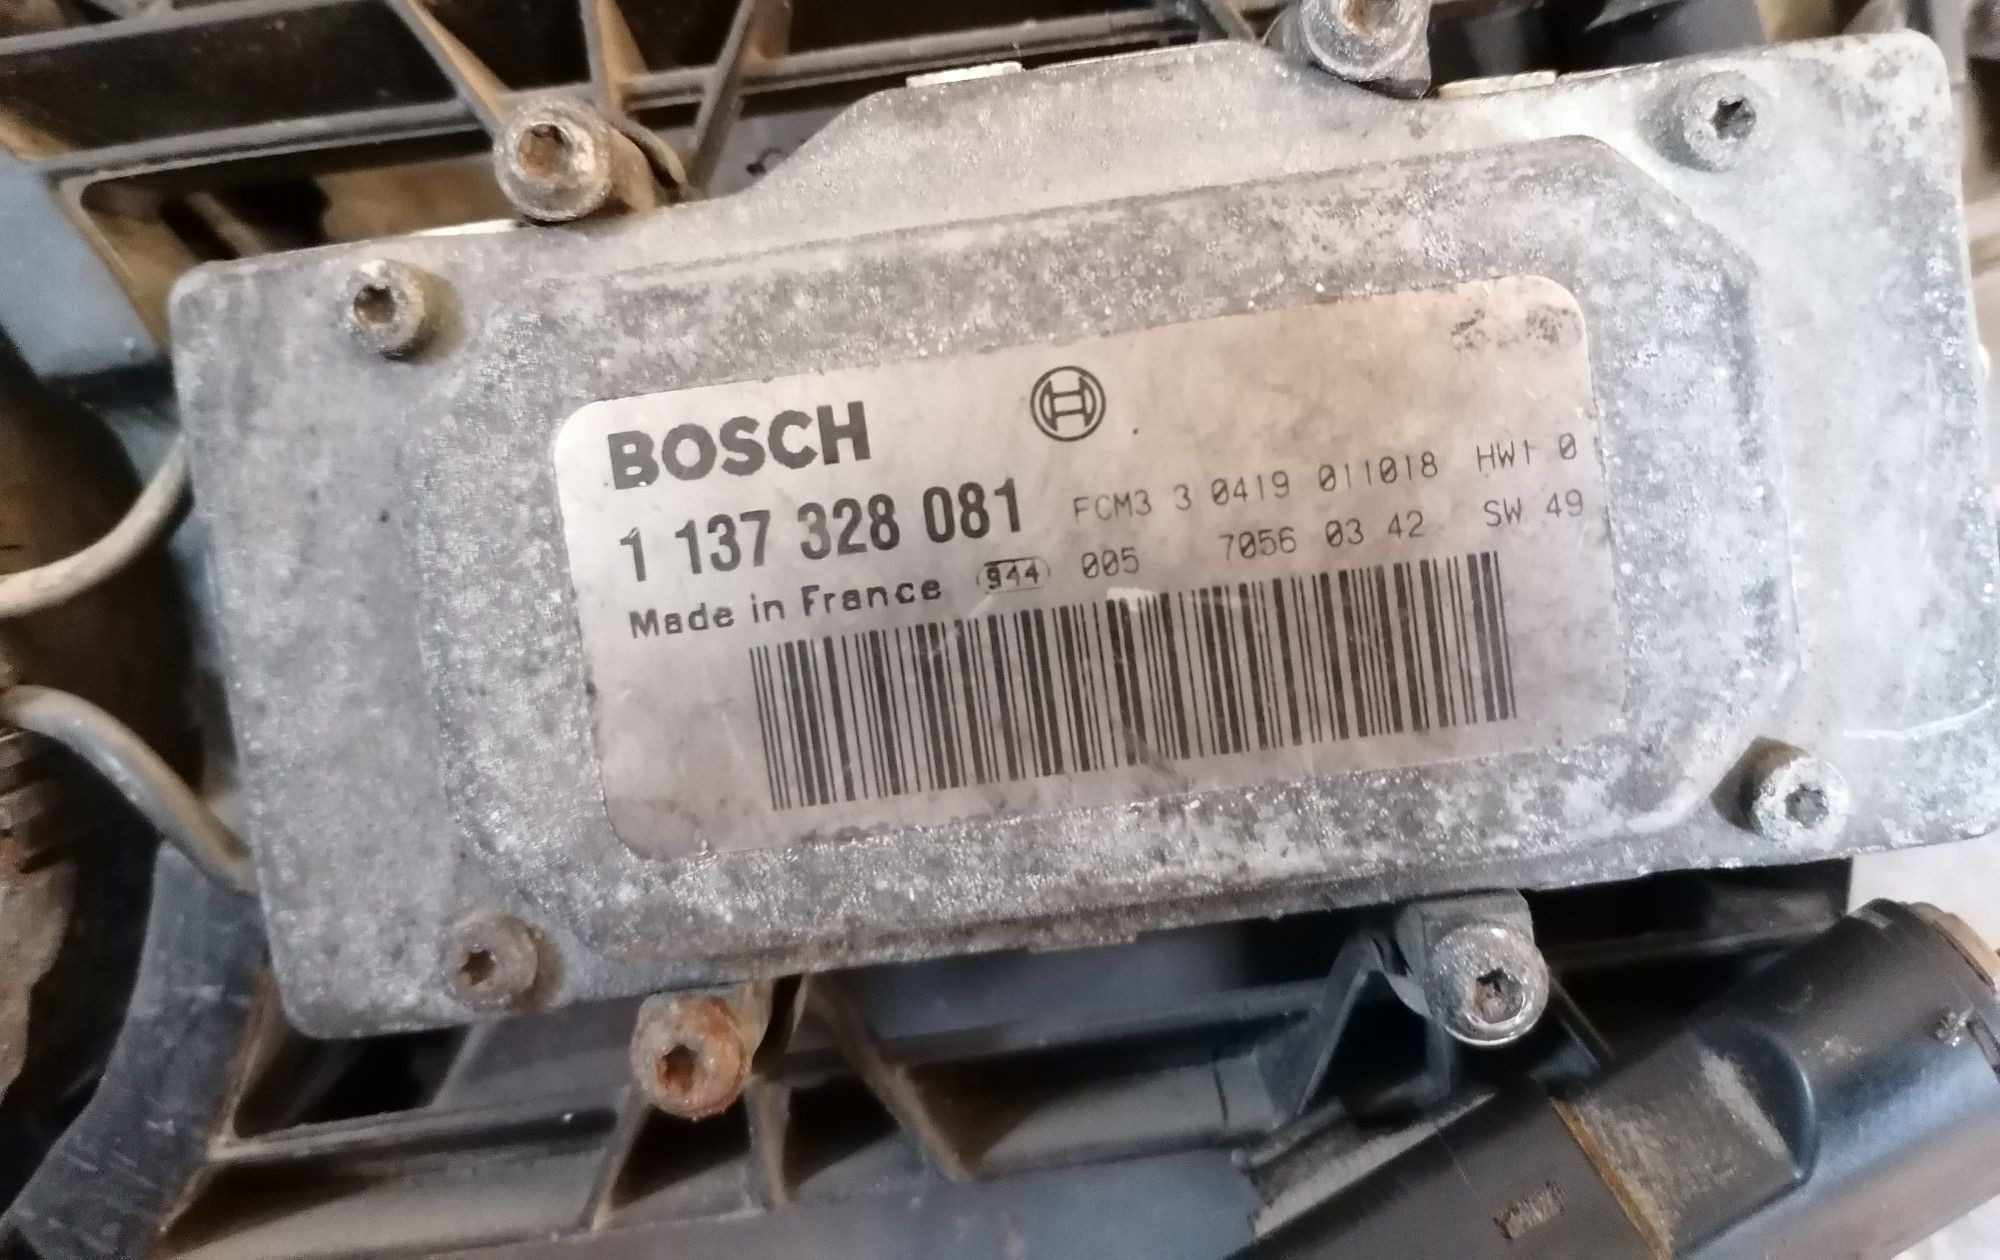 BOSCH
1 137 328 081 FCM3 3 0419 011018 HW1 0
Made in France 944 005 7056 03 42 SW 49